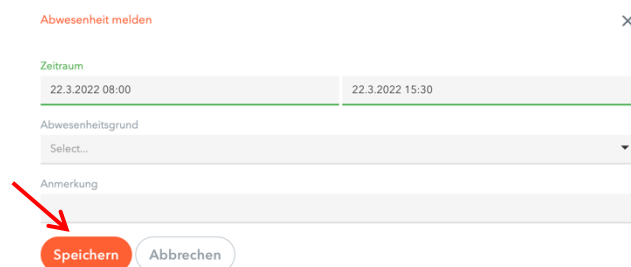 Abwesenheit melden
Zeitraum
22.3.2022 08:00 22.3.2022 15:30
Abwesenheitsgrund
Select...
Anmerkung
Speichern Abbrechen